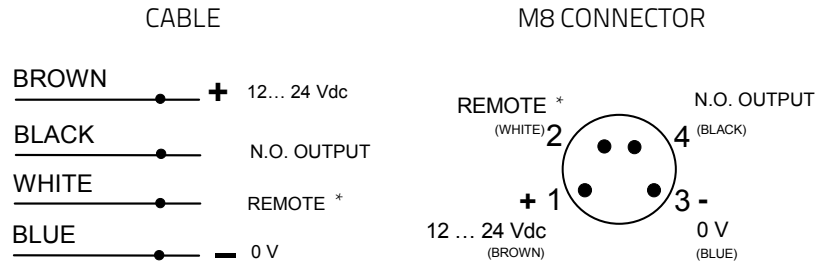 CABLE
BROWN
+ 12... 24 Vdc
BLACK
N.O. OUTPUT
WHITE
REMOTE *
BLUE
- 0 V
M8 CONNECTOR
REMOTE *
(WHITE) 2
N.O. OUTPUT
4 (BLACK)
+ 1
12 ... 24 Vdc
(BROWN)
3 -
0 V
(BLUE)